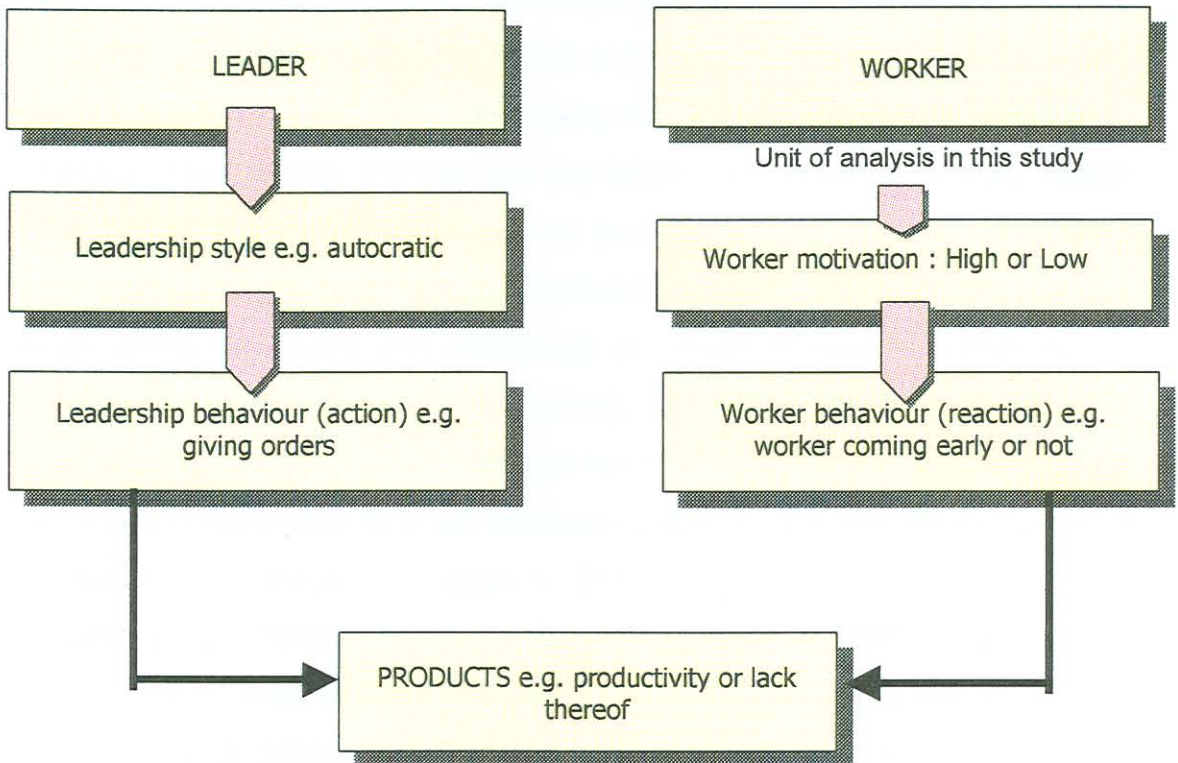 LEADER
WORKER
Unit of analysis in this study
Leadership style e.g. autocratic
Worker motivation : High or Low
Leadership behaviour (action) e.g.
giving orders
Worker behaviour (reaction) e.g.
worker coming early or not
PRODUCTS e.g. productivity or lack
thereof